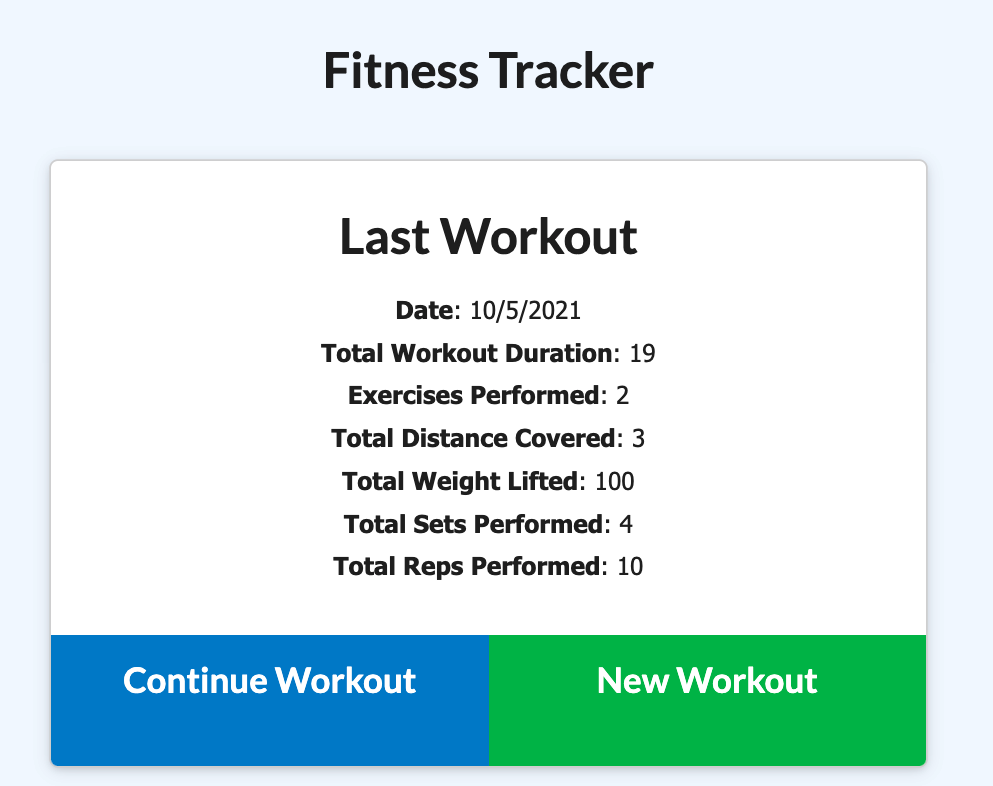 Fitness Tracker
Last Workout
Date: 10/5/2021
Total Workout Duration: 19
Exercises Performed: 2
Total Distance Covered: 3
Total Weight Lifted: 100
Total Sets Performed: 4
Total Reps Performed: 10
Continue Workout
New Workout